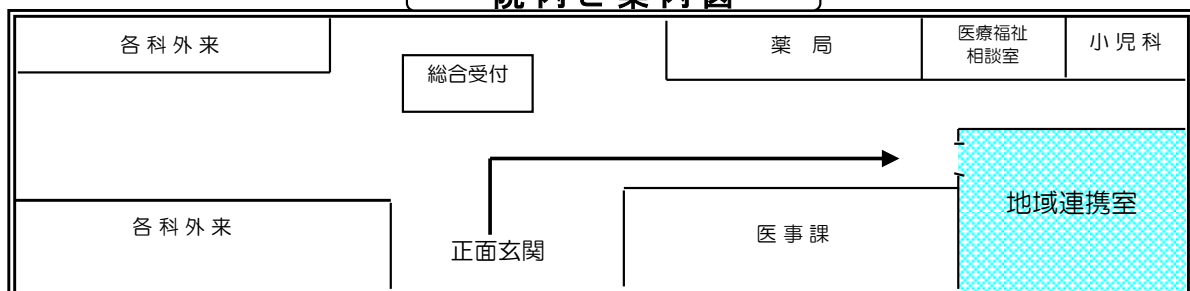 院内ご案内図
各科外来
総合受付
薬局
医療福祉
相談室
小児科
地域連携室
各科外来
正面玄関
医事課